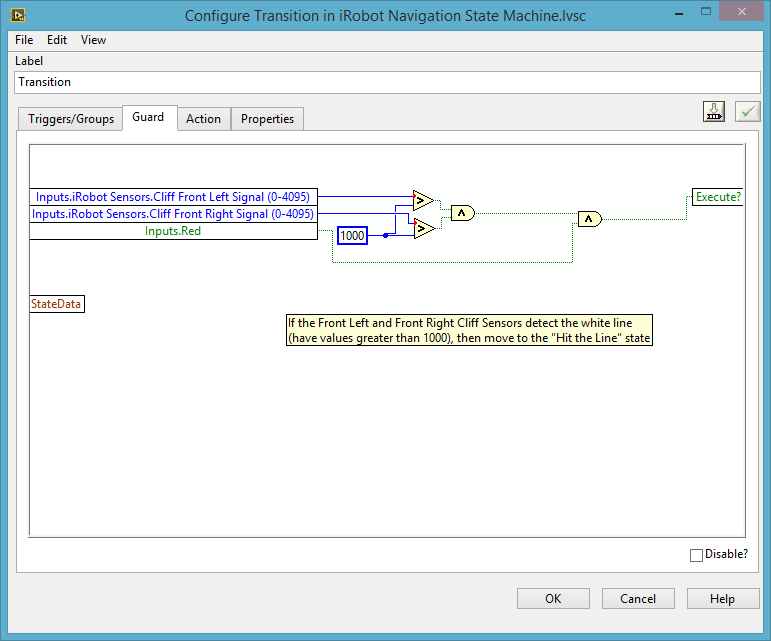 Configure Transition in iRobot Navigation State Machine.lvsc
File Edit View
Label
Transition
Triggers/Groups Guard Action Properties
Inputs.iRobot Sensors.Cliff Front Left Signal (0-4095)
Inputs.iRobot Sensors.Cliff Front Right Signal (0-4095)
Inputs.Red
1000
>
>
∧
∧
Execute?
StateData
If the Front Left and Front Right Cliff Sensors detect the white line
(have values greater than 1000), then move to the "Hit the Line" state
Disable?
OK Cancel Help